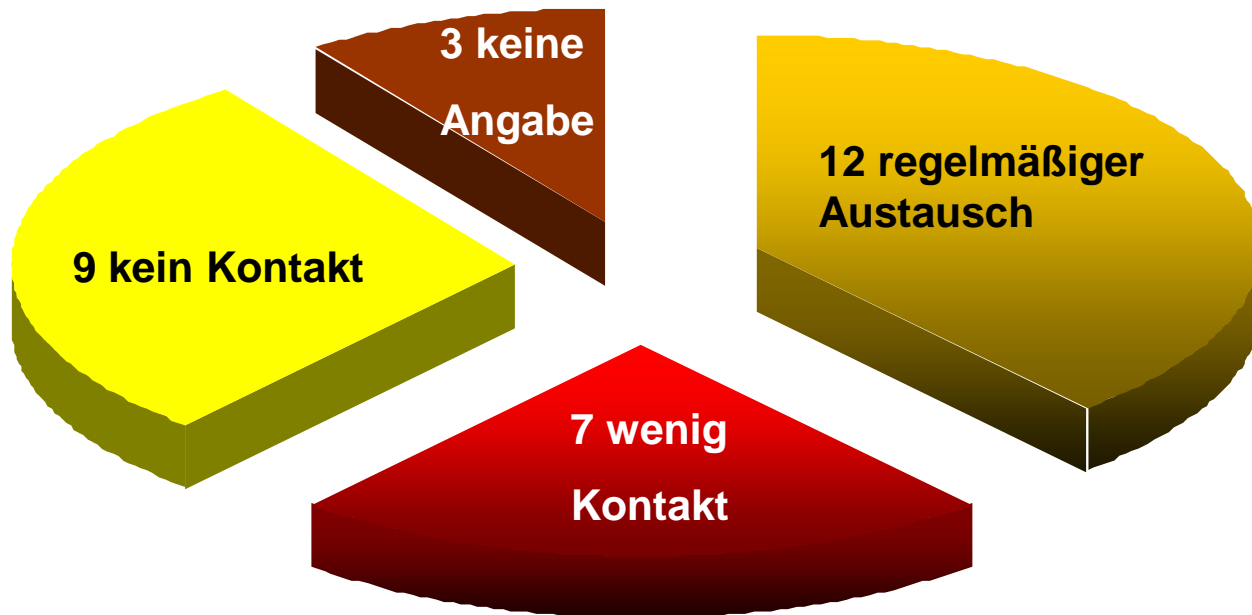 3 keine
Angabe
12 regelmäßiger
Austausch
9 kein Kontakt
7 wenig
Kontakt